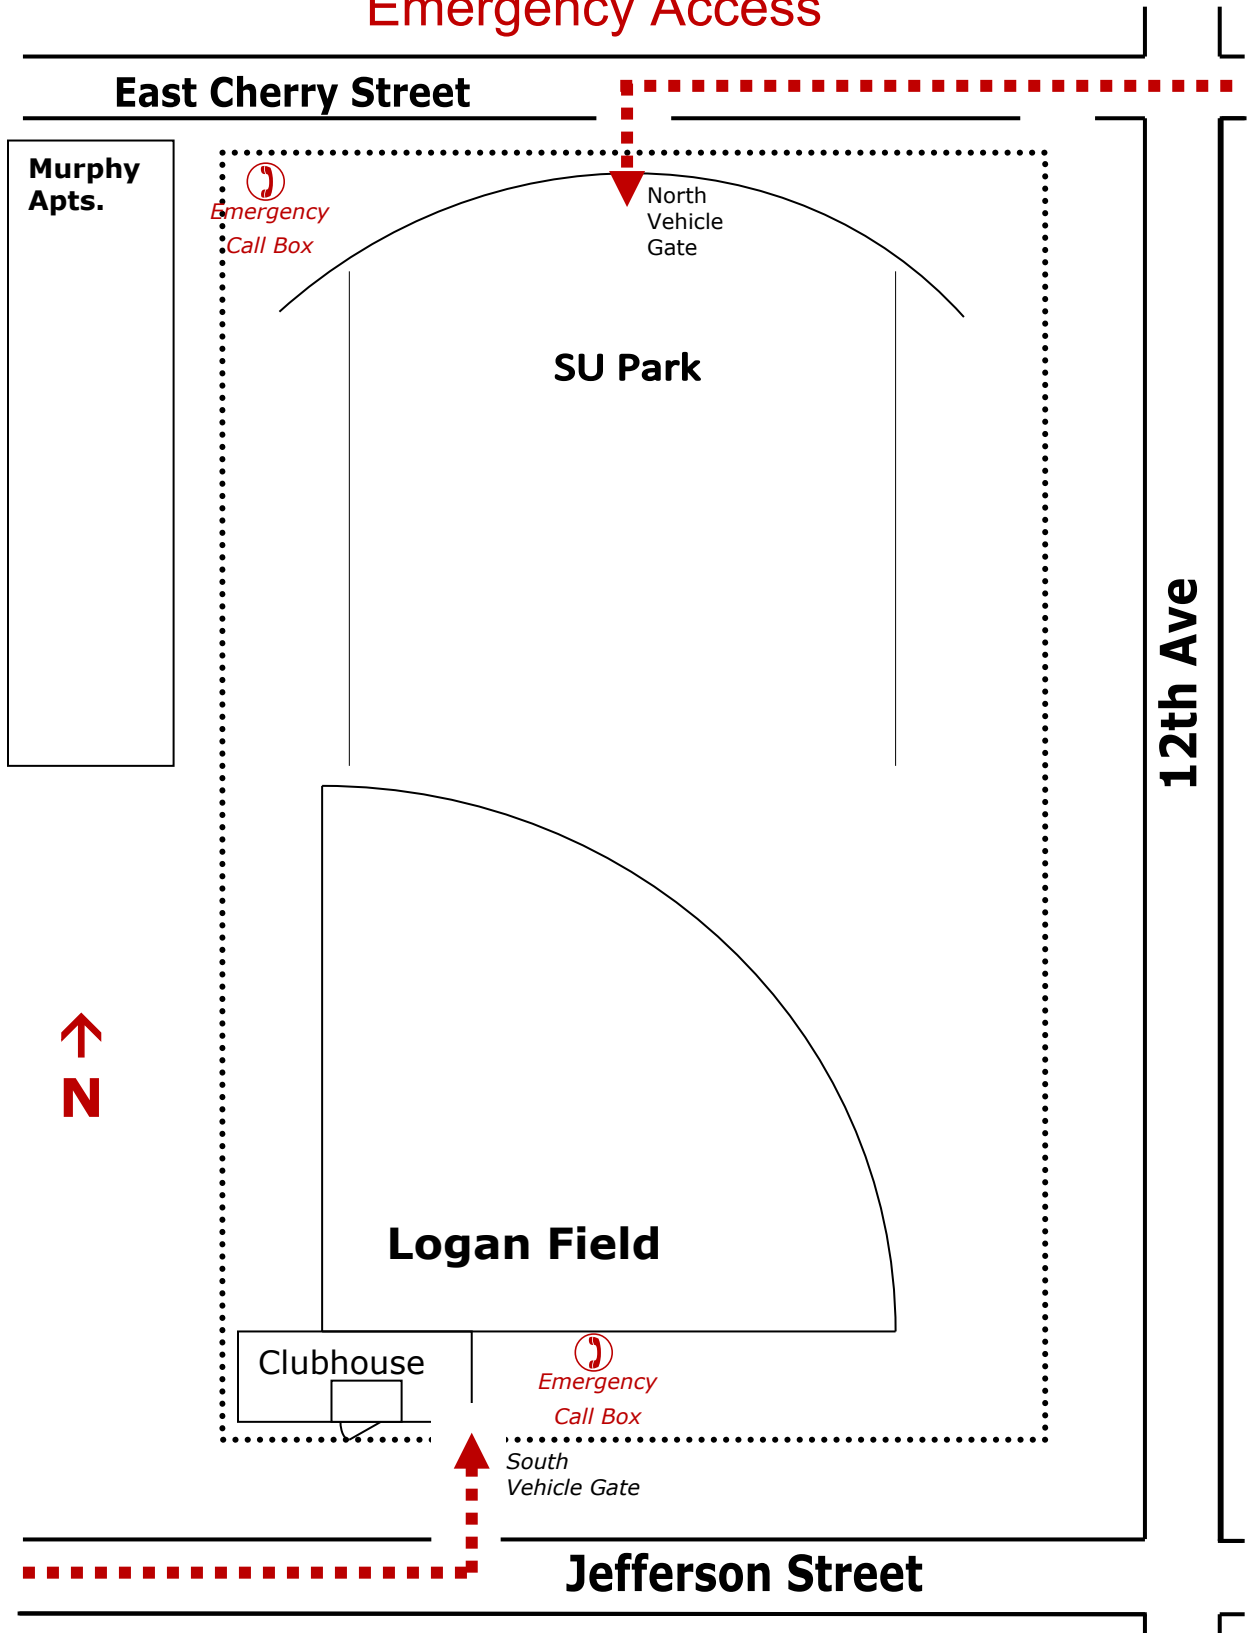 Emergency Access
East Cherry Street
Murphy
Apts.
Emergency
Call Box
North
Vehicle
Gate
SU Park
12th Ave
N
Logan Field
Clubhouse
Emergency
Call Box
South
Vehicle Gate
Jefferson Street